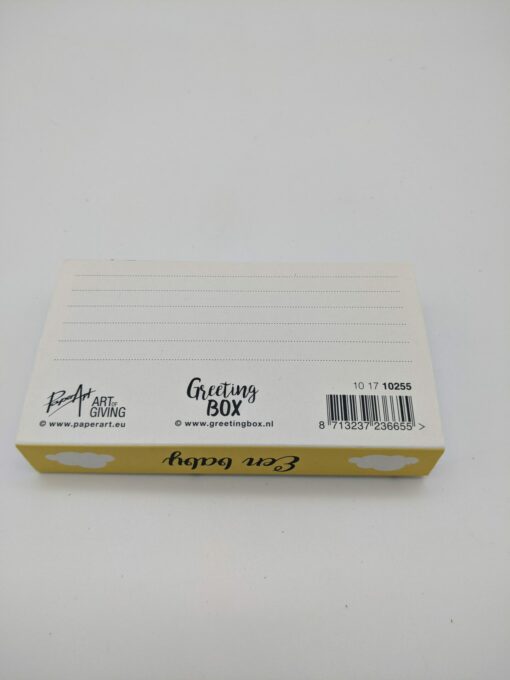 PaperArt ART OF GIVING
© www.paperart.eu
Greeting
BOX
© www.greetingbox.nl
10 17 10255
8 713237 236655 >
Een baby